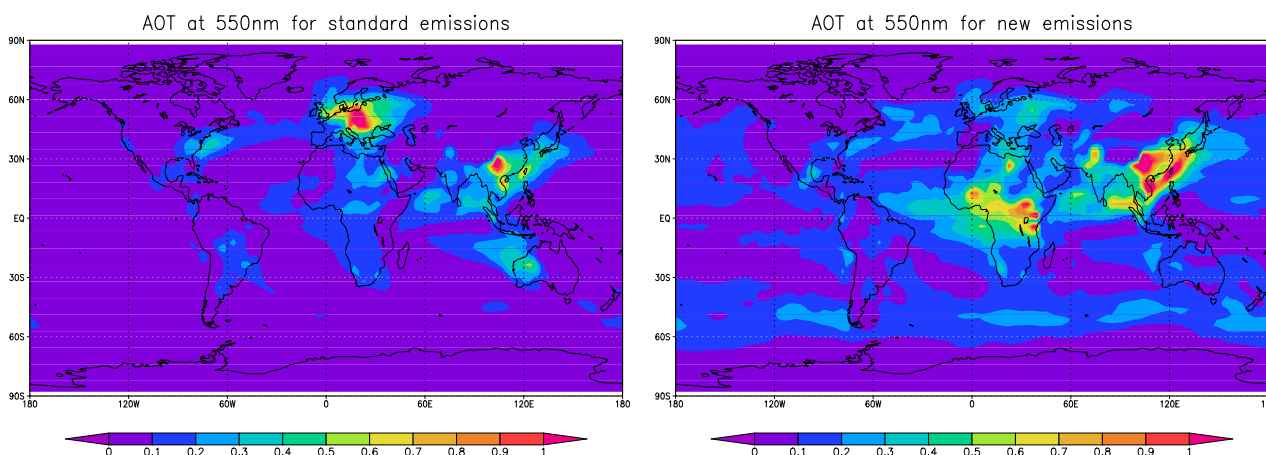 AOT at 550nm for standard emissions
90N
60N
30N
EQ
30S
60S
90S
180 120W 60W 0 60E 120E 180
0 0.1 0.2 0.3 0.4 0.5 0.6 0.7 0.8 0.9 1
AOT at 550nm for new emissions
90N
60N
30N
EQ
30S
60S
90S
180 120W 60W 0 60E 120E
0 0.1 0.2 0.3 0.4 0.5 0.6 0.7 0.8 0.9 1